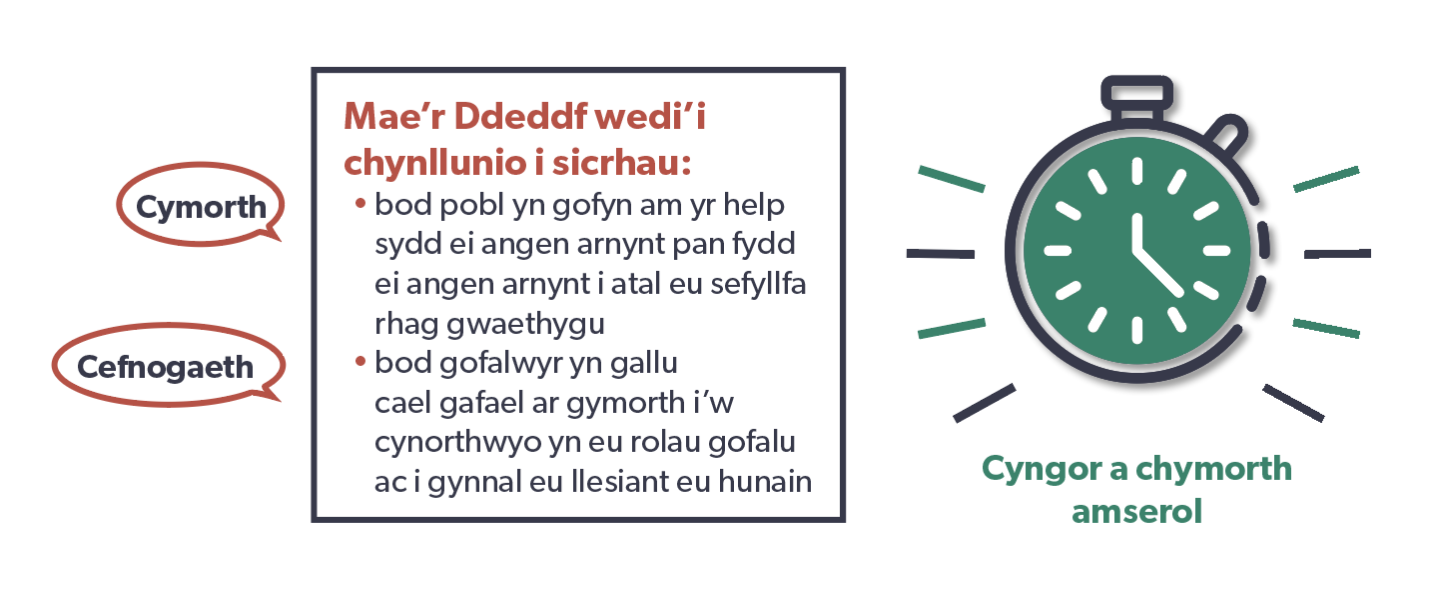 Cymorth
Cefnogaeth
Mae’r Ddeddf wedi’i
chynllunio i sicrhau:
• bod pobl yn gofyn am yr help
sydd ei angen arnynt pan fydd
ei angen arnynt i atal eu sefyllfa
rhag gwaethygu
• bod gofalwyr yn gallu
cael gafael ar gymorth i’w
cynorthwyo yn eu rolau gofalu
ac i gynnal eu llesiant eu hunain
Cyngor a chymorth
amserol